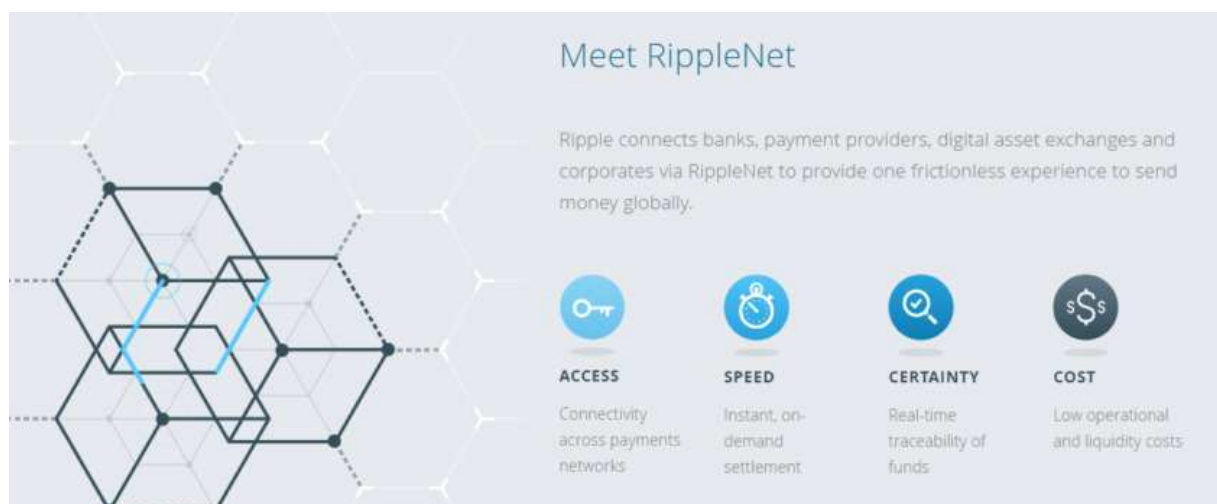 Meet RippleNet
Ripple connects banks, payment providers, digital asset exchanges and
corporates via RippleNet to provide one frictionless experience to send
money globally.
ACCESS
Connectivity
across payments
networks
SPEED
Instant, on-
demand
settlement
CERTAINTY
Real-time
traceability of
funds
COST
Low operational
and liquidity costs